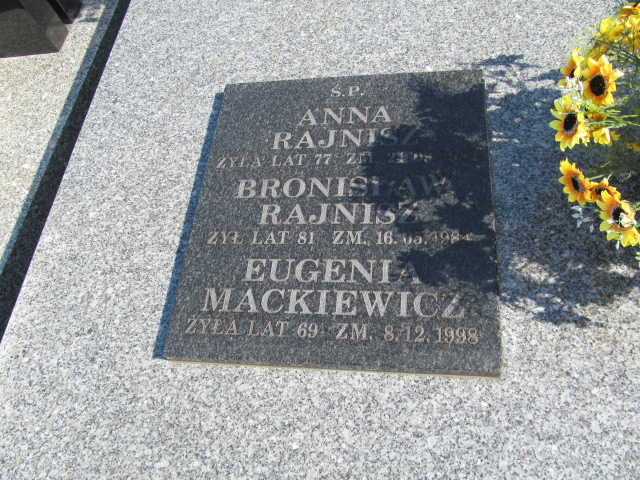 Ś.P.
ANNA
RAJNISZ
ŻYŁA LAT 77 ZM.
BRONISŁAW
RAJNISZ
ŻYŁ LAT 81 ZM.
EUGENIA
MACKIEWICZ
ŻYŁA LAT 69 ZM. 8.12.1998